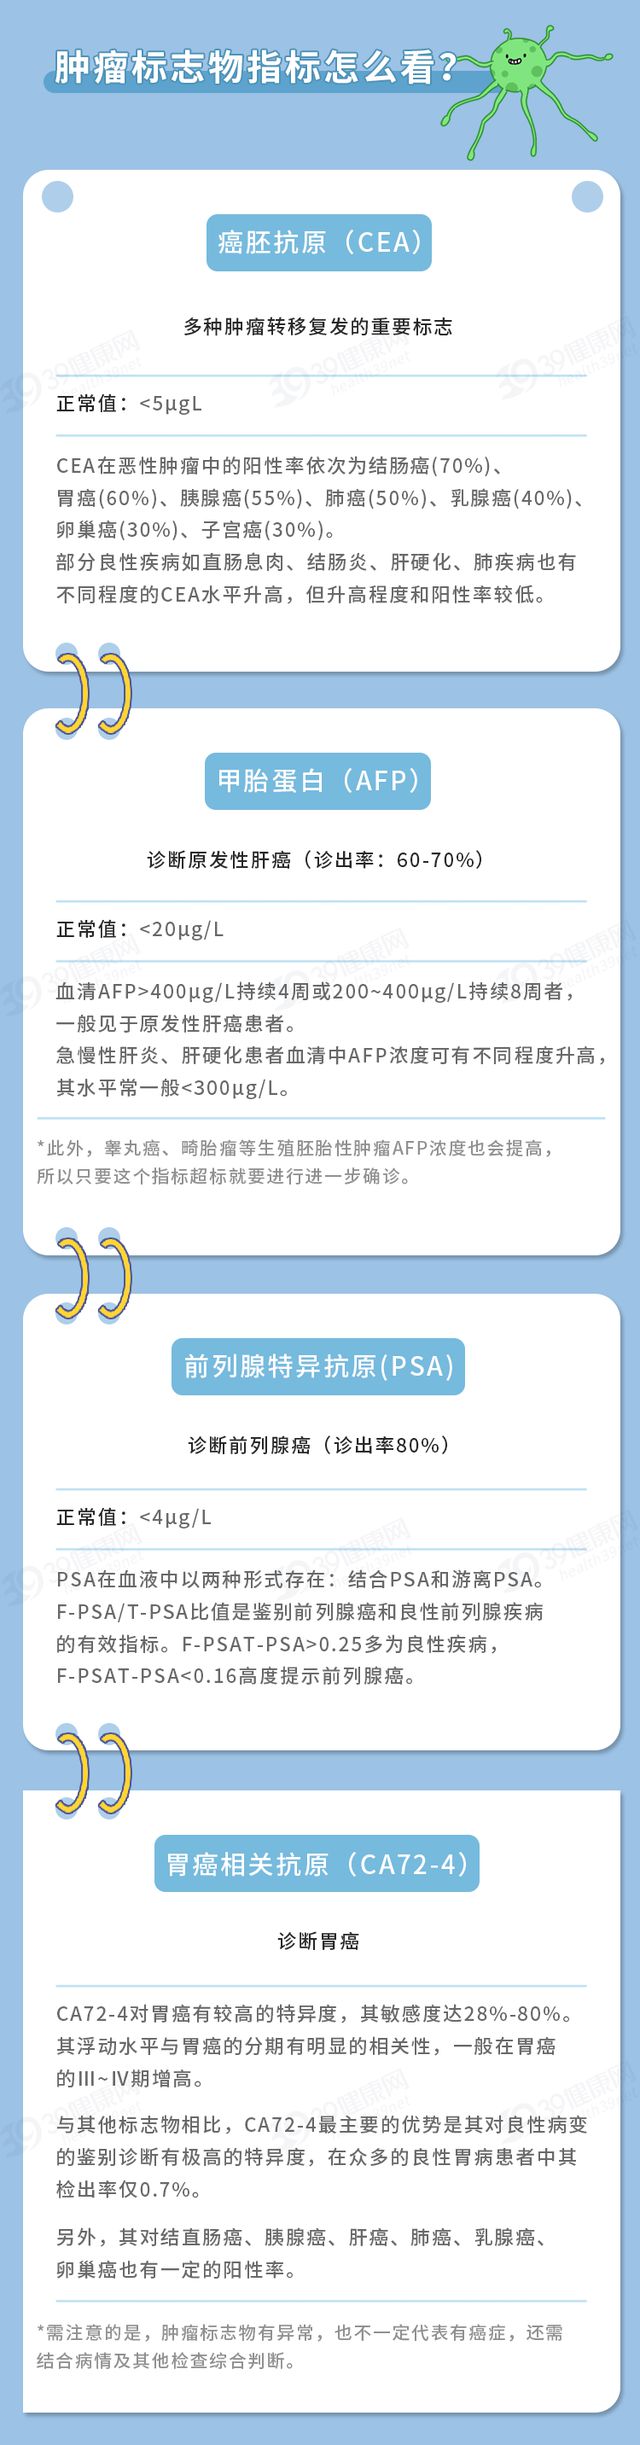 肿瘤标志物指标怎么看？
癌胚抗原（CEA）
多种肿瘤转移复发的重要标志
正常值：<5μgL
CEA在恶性肿瘤中的阳性率依次为结肠癌(70%)、
胃癌(60%)、胰腺癌(55%)、肺癌(50%)、乳腺癌(40%)、
卵巢癌(30%)、子宫癌(30%)。
部分良性疾病如直肠息肉、结肠炎、肝硬化、肺疾病也有
不同程度的CEA水平升高，但升高程度和阳性率较低。
甲胎蛋白（AFP）
诊断原发性肝癌（诊出率：60-70%）
正常值：<20μg/L
血清AFP>400μg/L持续4周或200~400μg/L持续8周者，
一般见于原发性肝癌患者。
急慢性肝炎、肝硬化患者血清中AFP浓度可有不同程度升高，
其水平常一般<300μg/L。
*此外，睾丸癌、畸胎瘤等生殖胚胎性肿瘤AFP浓度也会提高，
所以只要这个指标超标就要进行进一步确诊。
前列腺特异抗原(PSA)
诊断前列腺癌（诊出率80%）
正常值：<4μg/L
PSA在血液中以两种形式存在：结合PSA和游离PSA。
F-PSA/T-PSA比值是鉴别前列腺癌和良性前列腺疾病
的有效指标。F-PSAT-PSA>0.25多为良性疾病，
F-PSAT-PSA<0.16高度提示前列腺癌。
胃癌相关抗原（CA72-4）
诊断胃癌
CA72-4对胃癌有较高的特异度，其敏感度达28%-80%。
其浮动水平与胃癌的分期有明显的相关性，一般在胃癌
的Ⅲ~Ⅳ期增高。
与其他标志物相比，CA72-4最主要的优势是其对良性病变
的鉴别诊断有极高的特异度，在众多的良性胃病患者中其
检出率仅0.7%。
另外，其对结直肠癌、胰腺癌、肝癌、肺癌、乳腺癌、
卵巢癌也有一定的阳性率。
*需注意的是，肿瘤标志物有异常，也不一定代表有癌症，还需
结合病情及其他检查综合判断。
39健康网
health39net